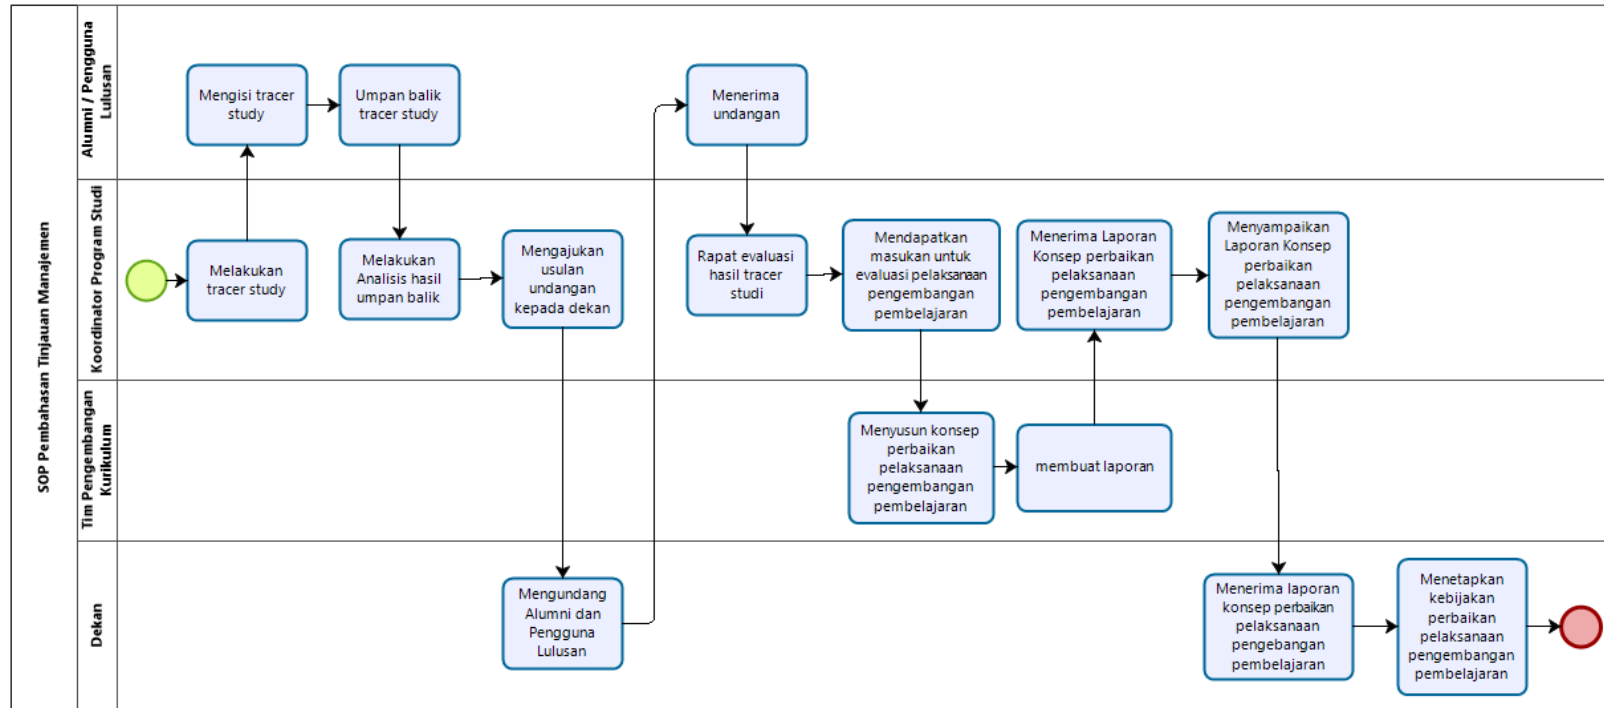 SOP Pembahasan Tinjauan Manajemen
Alumni / Pengguna
Lulusan
Mengisi tracer
study
Umpan balik
tracer study
Menerima
undangan
Koordinator Program Studi
Melakukan
tracer study
Melakukan
Analisis hasil
umpan balik
Mengajukan
usulan
undangan
kepada dekan
Rapat evaluasi
hasil tracer
studi
Mendapatkan
masukan untuk
evaluasi pelaksanaan
pengembangan
pembelajaran
Menerima Laporan
Konsep perbaikan
pelaksanaan
pengembangan
pembelajaran
Menyampaikan
Laporan Konsep
perbaikan
pelaksanaan
pengembangan
pembelajaran
Tim Pengembangan
Kurikulum
Menyusun konsep
perbaikan
pelaksanaan
pengembangan
pembelajaran
membuat laporan
Dekan
Mengundang
Alumni dan
Pengguna
Lulusan
Menerima laporan
konsep perbaikan
pelaksanaan
pengebangan
pembelajaran
Menetapkan
kebijakan
perbaikan
pelaksanaan
pengembangan
pembelajaran